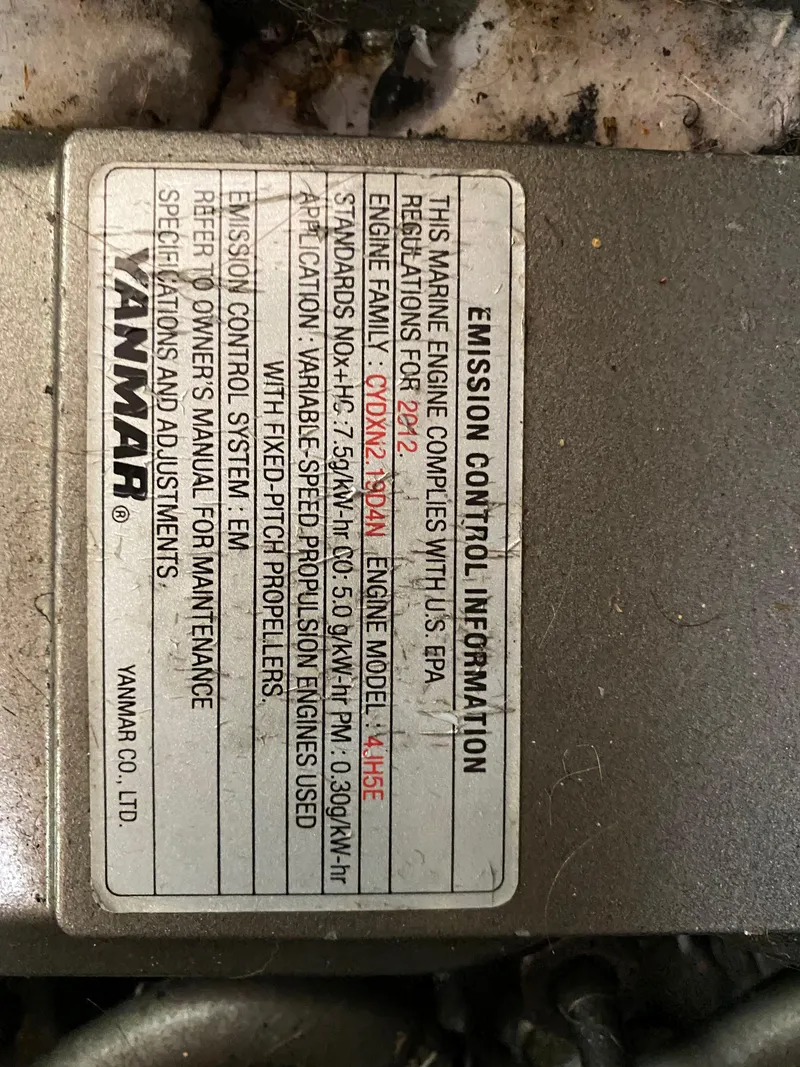 EMISSION CONTROL INFORMATION
THIS MARINE ENGINE COMPLIES WITH U.S. EPA
REGULATIONS FOR 2012.
ENGINE FAMILY : CYDXN2.19D4N ENGINE MODEL : 4JH5E
STANDARDS NOx+HC :7.5g/kW-hr CO: 5.0 g/kW-hr PM : 0.30g/kW-hr
APPLICATION : VARIABLE-SPEED PROPULSION ENGINES USED
WITH FIXED-PITCH PROPELLERS.
EMISSION CONTROL SYSTEM : EM
REFER TO OWNER'S MANUAL FOR MAINTENANCE
SPECIFICATIONS AND ADJUSTMENTS.
YANMAR® YANMAR CO., LTD.